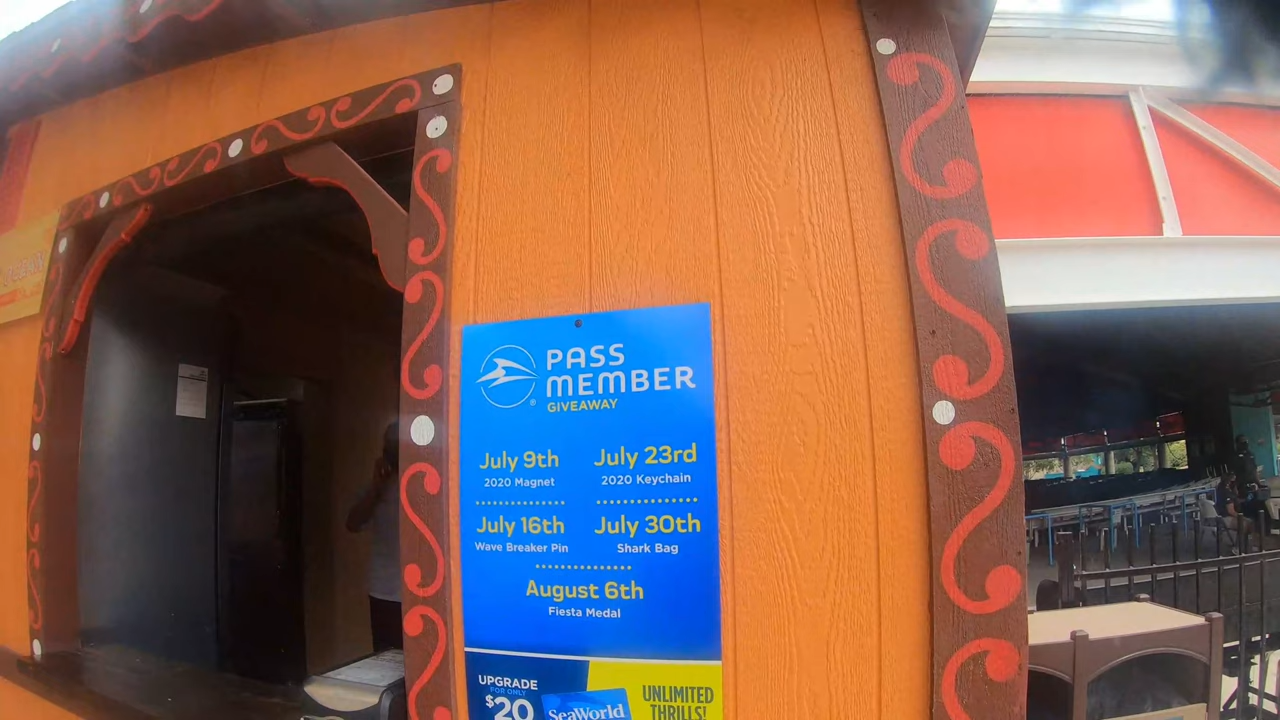 PASS
MEMBER
GIVEAWAY
July 9th
2020 Magnet
July 23rd
2020 Keychain
July 16th
Wave Breaker Pin
July 30th
Shark Bag
August 6th
Fiesta Medal
UPGRADE
FOR ONLY
$20
SeaWorld
UNLIMITED
THRILLS!